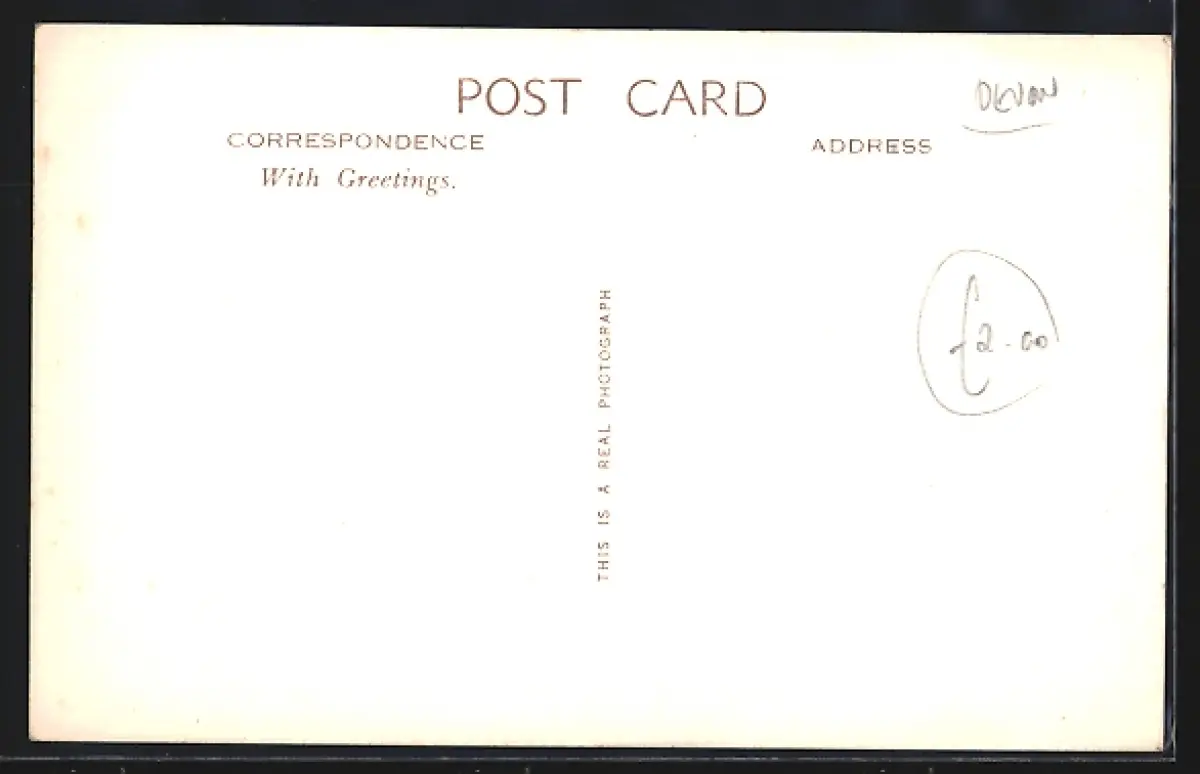 POST CARD
DEVON
CORRESPONDENCE
ADDRESS
With Greetings.
THIS IS A REAL PHOTOGRAPH
£2-00